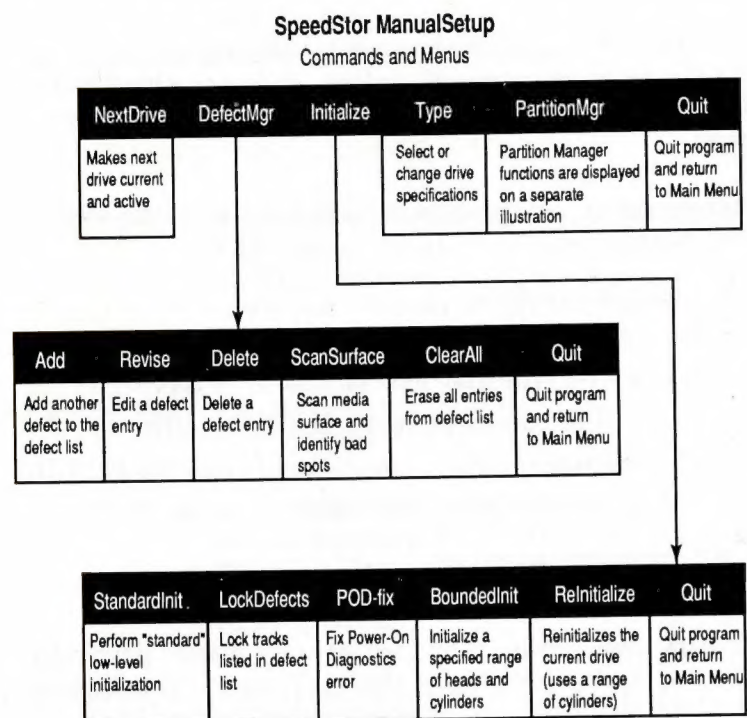 SpeedStor ManualSetup
Commands and Menus
NextDrive DefectMgr Initialize Type PartitionMgr Quit
Makes next
drive current
and active
Select or
change drive
specifications
Partition Manager
functions are displayed
on a separate
illustration
Quit program
and return
to Main Menu
Add Revise Delete ScanSurface ClearAll Quit
Add another
defect to the
defect list
Edit a defect
entry
Delete a
defect entry
Scan media
surface and
identify bad
spots
Erase all entries
from defect list
Quit program
and return
to Main Menu
StandardInit LockDefects POD-fix BoundedInit ReInitialize Quit
Perform "standard"
low-level
initialization
Lock tracks
listed in defect
list
Fix Power-On
Diagnostics
error
Initialize a
specified range
of heads and
cylinders
Reinitializes the
current drive
(uses a range
of cylinders)
Quit program
and return
to Main Menu